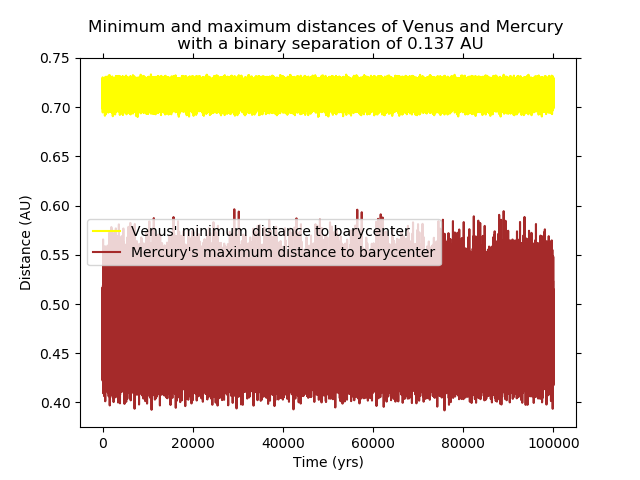 Minimum and maximum distances of Venus and Mercury
with a binary separation of 0.137 AU
0.75
0.70
0.65
0.60
0.55
0.50
0.45
0.40
Distance (AU)
Venus' minimum distance to barycenter
Mercury's maximum distance to barycenter
0
20000
40000
60000
80000
100000
Time (yrs)